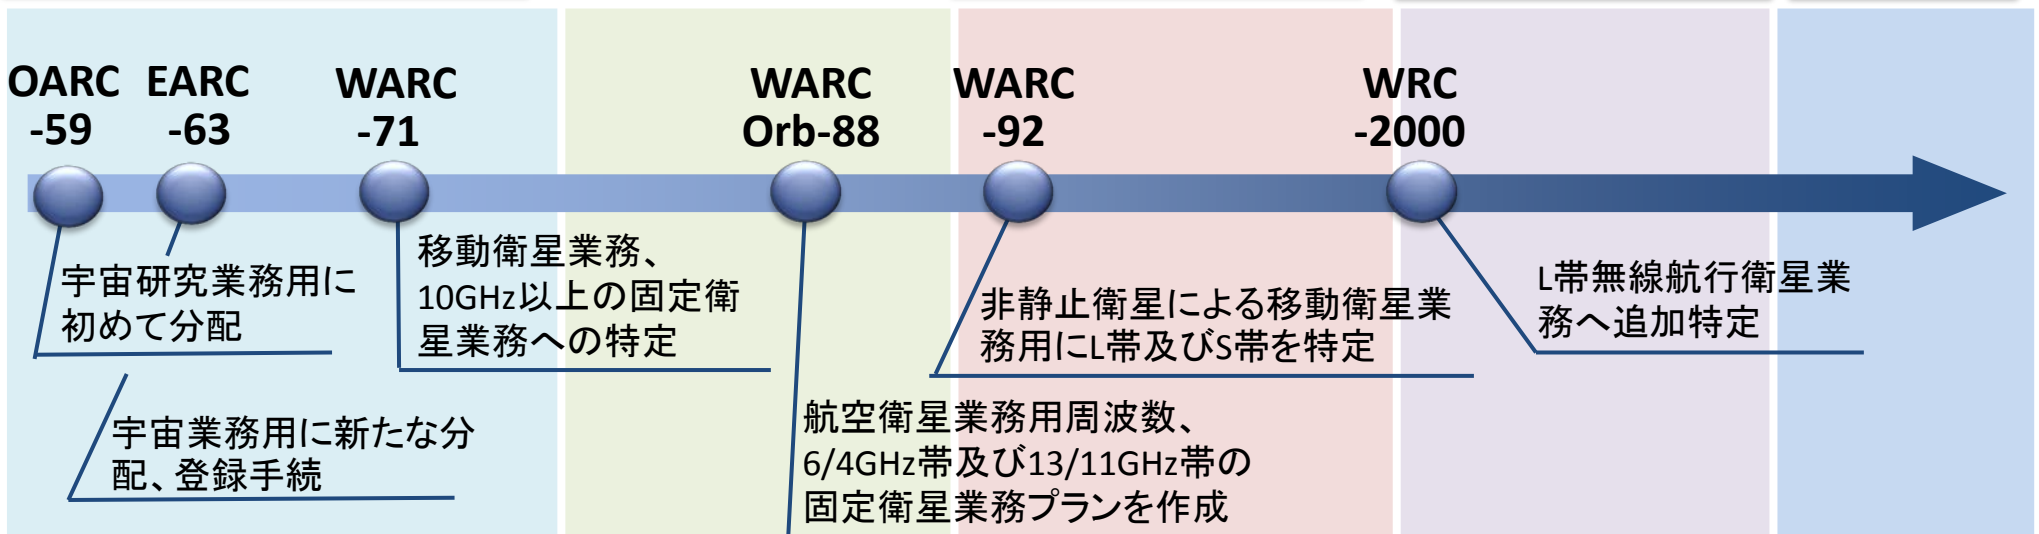 OARC
-59
EARC
-63
WARC
-71
WARC
Orb-88
WARC
-92
WRC
-2000
宇宙研究業務用に
初めて分配
宇宙業務用に新たな分
配、登録手続
移動衛星業務、
10GHz以上の固定衛
星業務への特定
航空衛星業務用周波数、
6/4GHz帯及び13/11GHz帯の
固定衛星業務プランを作成
非静止衛星による移動衛星業
務用にL帯及びS帯を特定
L帯無線航行衛星業
務へ追加特定